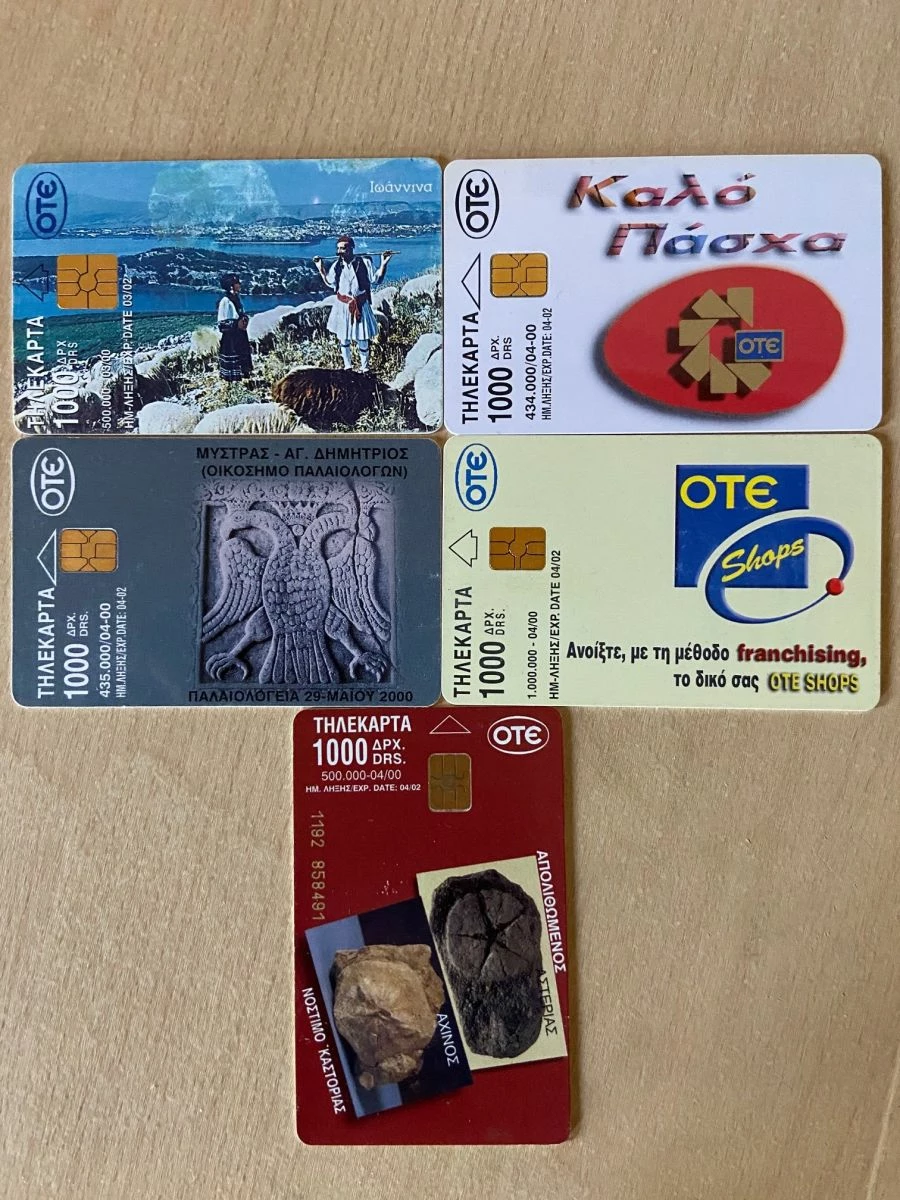 OTE
Ιωάννινα
ΤΗΛΕΚΑΡΤΑ
1000 ΔΡΧ
DRS
500.000 - 03/00
ΗΜ-ΛΗΞΗΣ/EXP.DATE 03/02
OTE
Καλό
Πάσχα
OTE
ΤΗΛΕΚΑΡΤΑ
1000 ΔΡΧ.
DRS
434.000/04-00
ΗΜ.ΛΗΞΗΣ/EXP.DATE: 04-02
OTE
ΜΥΣΤΡΑΣ - ΑΓ. ΔΗΜΗΤΡΙΟΣ
(ΟΙΚΟΣΗΜΟ ΠΑΛΑΙΟΛΟΓΩΝ)
ΤΗΛΕΚΑΡΤΑ
1000 ΔΡΧ.
DRS.
435.000/04-00
ΗΜ.ΛΗΞΗΣ/EXP.DATE: 04-02
ΠΑΛΑΙΟΛΟΓΕΙΑ 29-ΜΑΪΟΥ 2000
OTE
OTE
Shops
ΤΗΛΕΚΑΡΤΑ
1000 ΔΡΧ.
DRS:
1.000.000 - 04/00
ΗΜ-ΛΗΞΗΣ/EXP. DATE 04/02
Ανοίξτε, με τη μέθοδο franchising,
το δικό σας OTE SHOPS
ΤΗΛΕΚΑΡΤΑ
1000 ΔΡΧ.
DRS.
500.000-04/00
ΗΜ. ΛΗΞΗΣ/EXP. DATE: 04/02
OTE
1192 858491
ΑΠΟΛΙΘΩΜΕΝΟΣ
ΑΣΤΕΡΙΑΣ
ΑΧΙΝΟΣ
ΝΟΣΤΙΜΟ ΚΑΣΤΟΡΙΑΣ